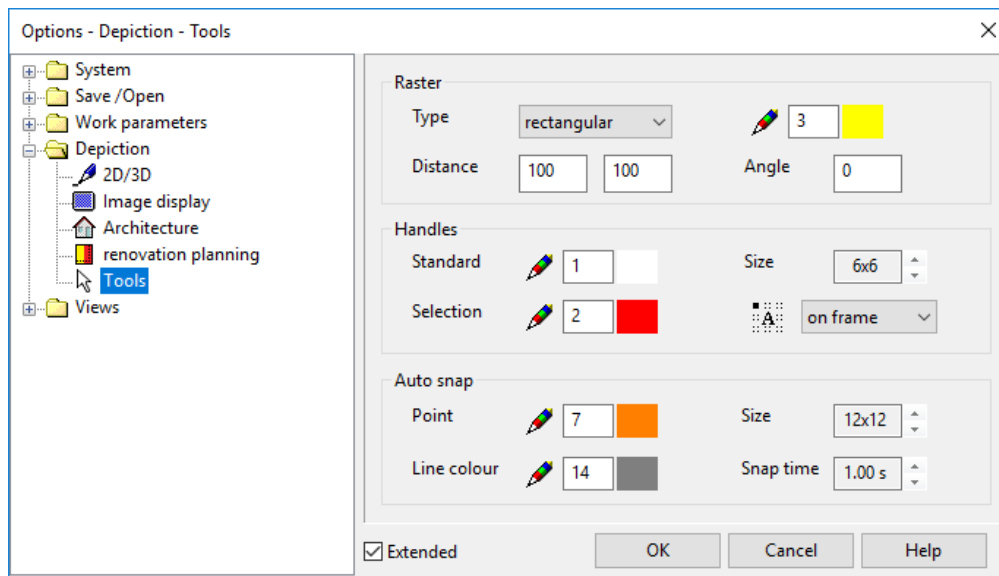 Options - Depiction - Tools
System
Save /Open
Work parameters
Depiction
2D/3D
Image display
Architecture
renovation planning
Tools
Views
Raster
Type rectangular 3
Distance 100 100 Angle 0
Handles
Standard 1 Size 6x6
Selection 2 A on frame
Auto snap
Point 7 Size 12x12
Line colour 14 Snap time 1.00 s
Extended OK Cancel Help